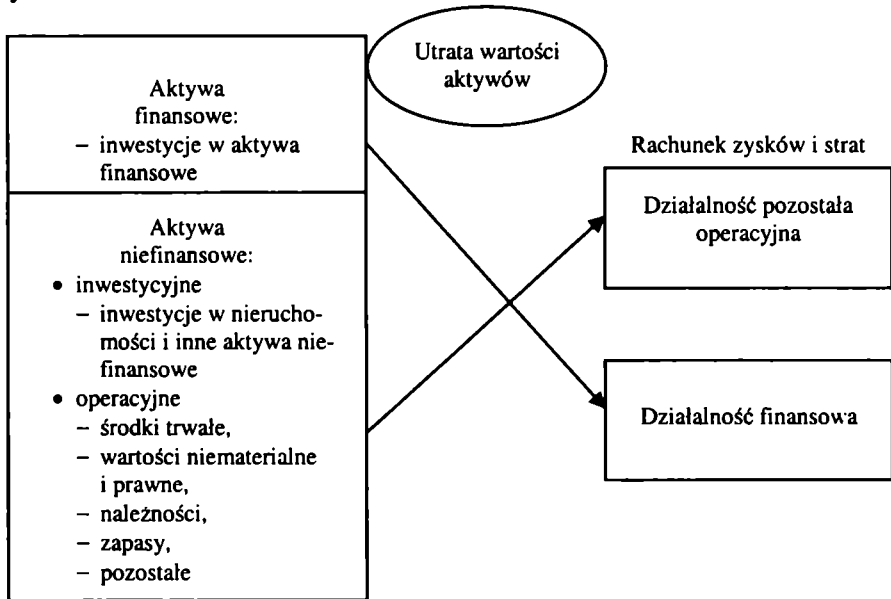 Aktywa
finansowe:
– inwestycje w aktywa
finansowe
Aktywa
niefinansowe:
• inwestycyjne
– inwestycje w nierucho-
mości i inne aktywa nie-
finansowe
• operacyjne
– środki trwałe,
– wartości niematerialne
i prawne,
– należności,
– zapasy,
– pozostałe
Utrata wartości
aktywów
Rachunek zysków i strat
Działalność pozostała
operacyjna
Działalność finansowa